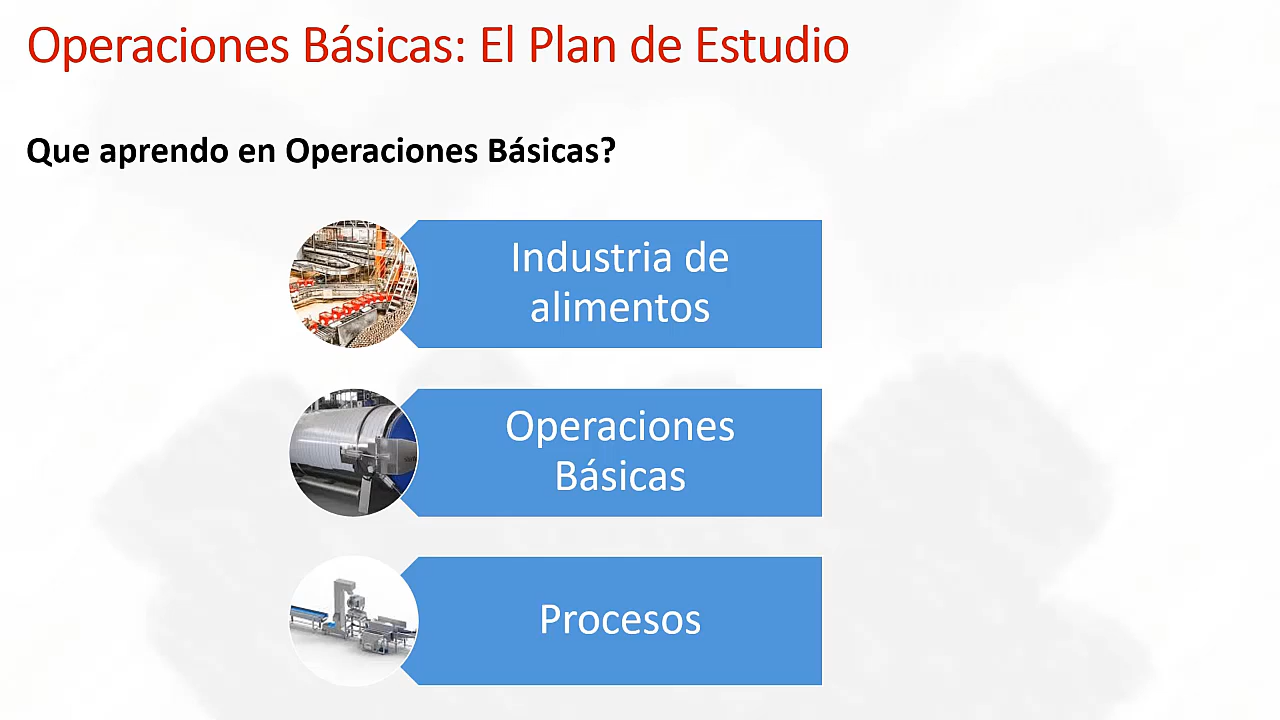 Operaciones Básicas: El Plan de Estudio
Que aprendo en Operaciones Básicas?
Industria de
alimentos
Operaciones
Básicas
Procesos